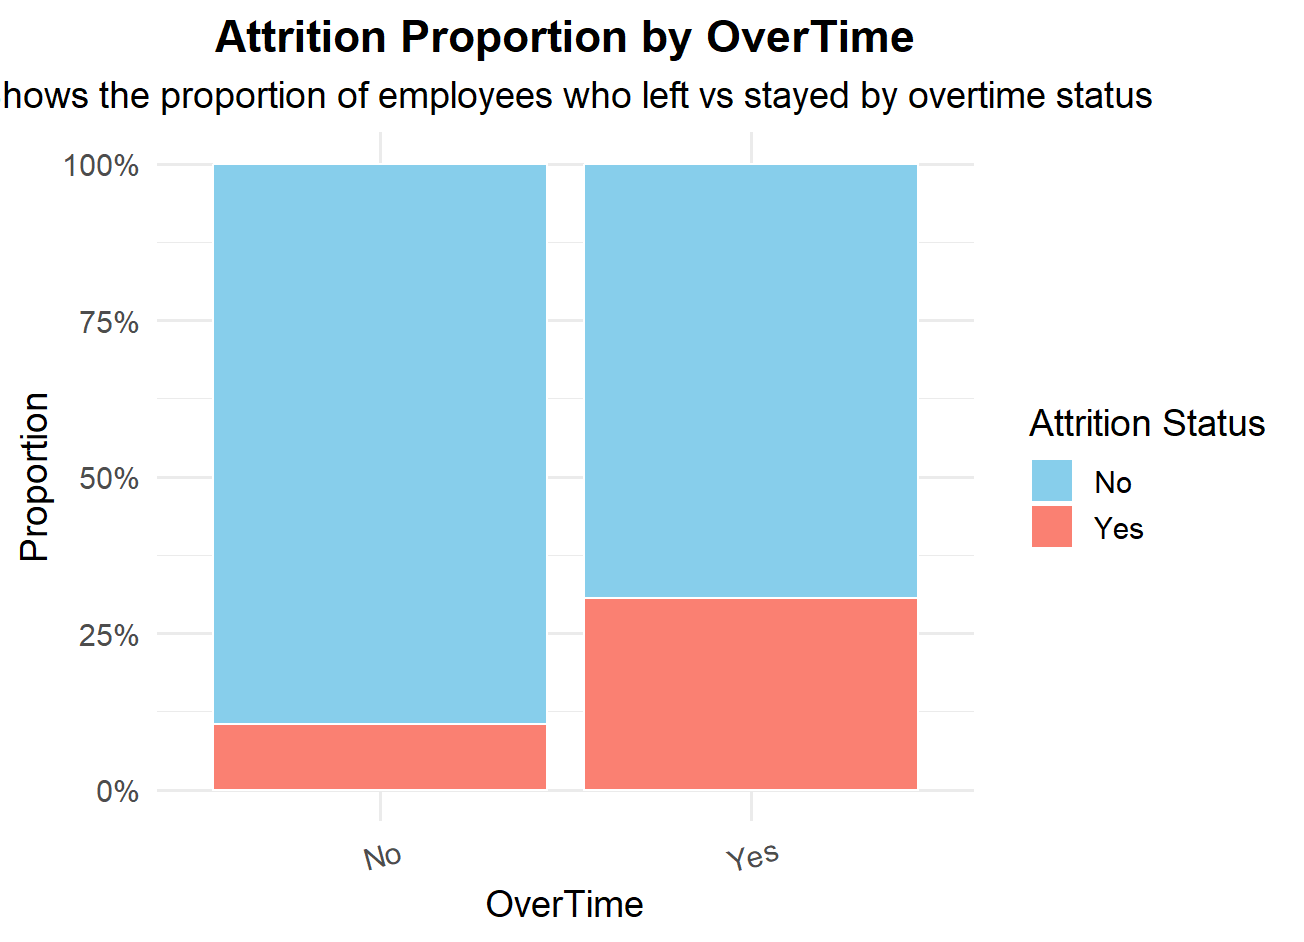 Attrition Proportion by OverTime
hows the proportion of employees who left vs stayed by overtime status
100%
75%
50%
25%
0%
Proportion
No
Yes
OverTime
Attrition Status
No
Yes